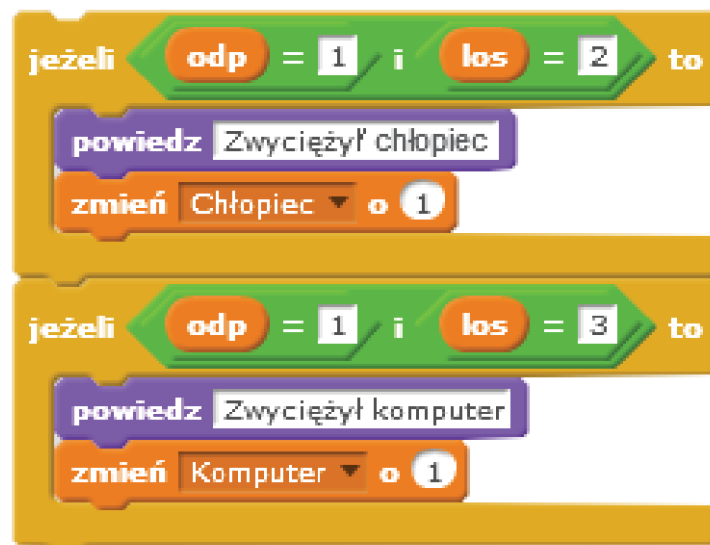 jeżeli odp = 1 i los = 2 to
powiedz Zwyciężył chłopiec
zmień Chłopiec o 1
jeżeli odp = 1 i los = 3 to
powiedz Zwyciężył komputer
zmień Komputer o 1